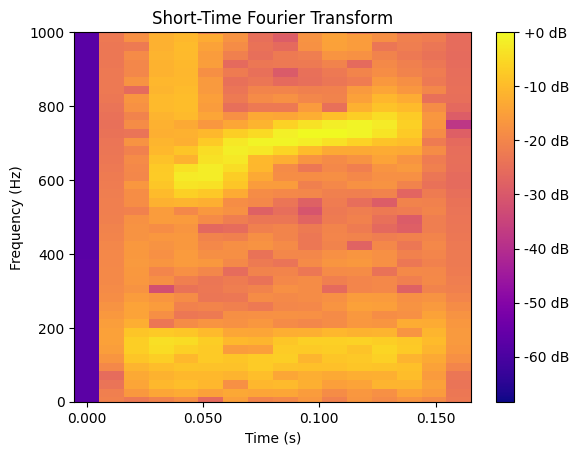 Short-Time Fourier Transform
Frequency (Hz)
1000
800
600
400
200
0
0.000
0.050
0.100
0.150
Time (s)
+0 dB
-10 dB
-20 dB
-30 dB
-40 dB
-50 dB
-60 dB